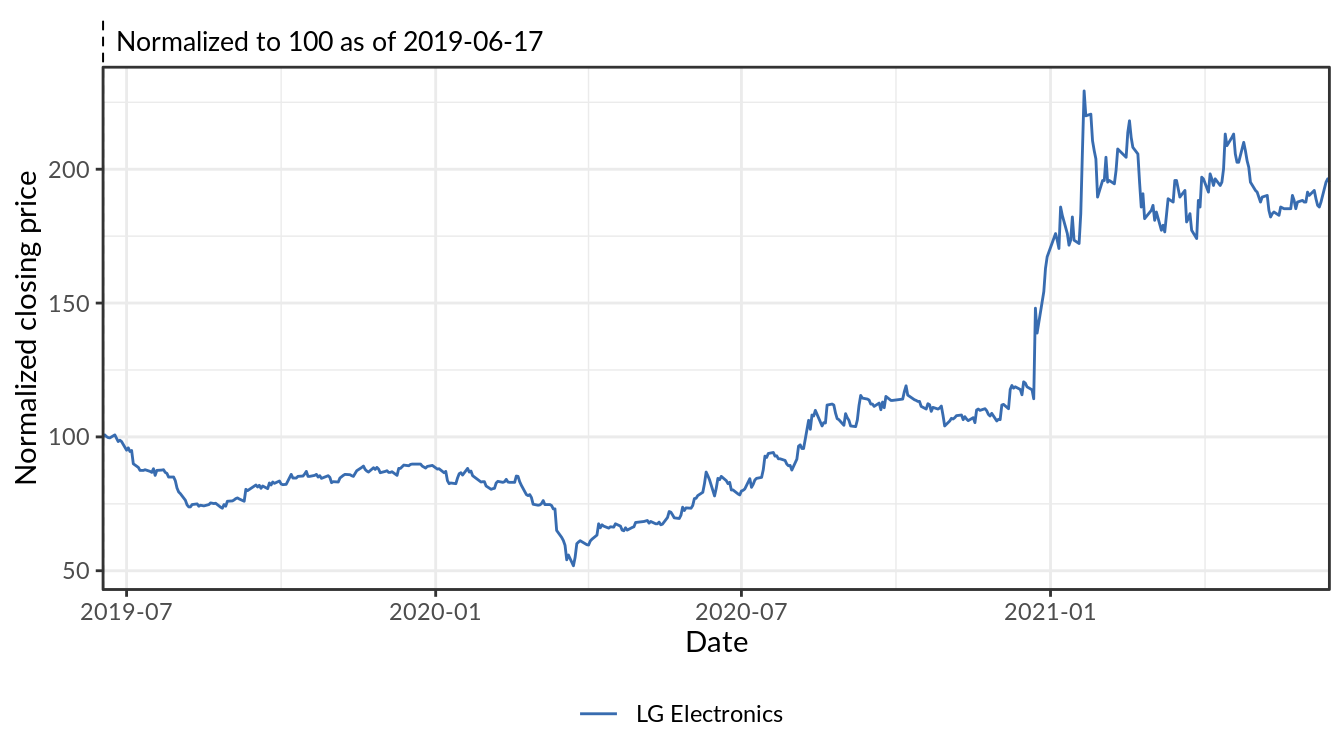 Normalized to 100 as of 2019-06-17
Normalized closing price
200
150
100
50
2019-07
2020-01
2020-07
2021-01
Date
LG Electronics